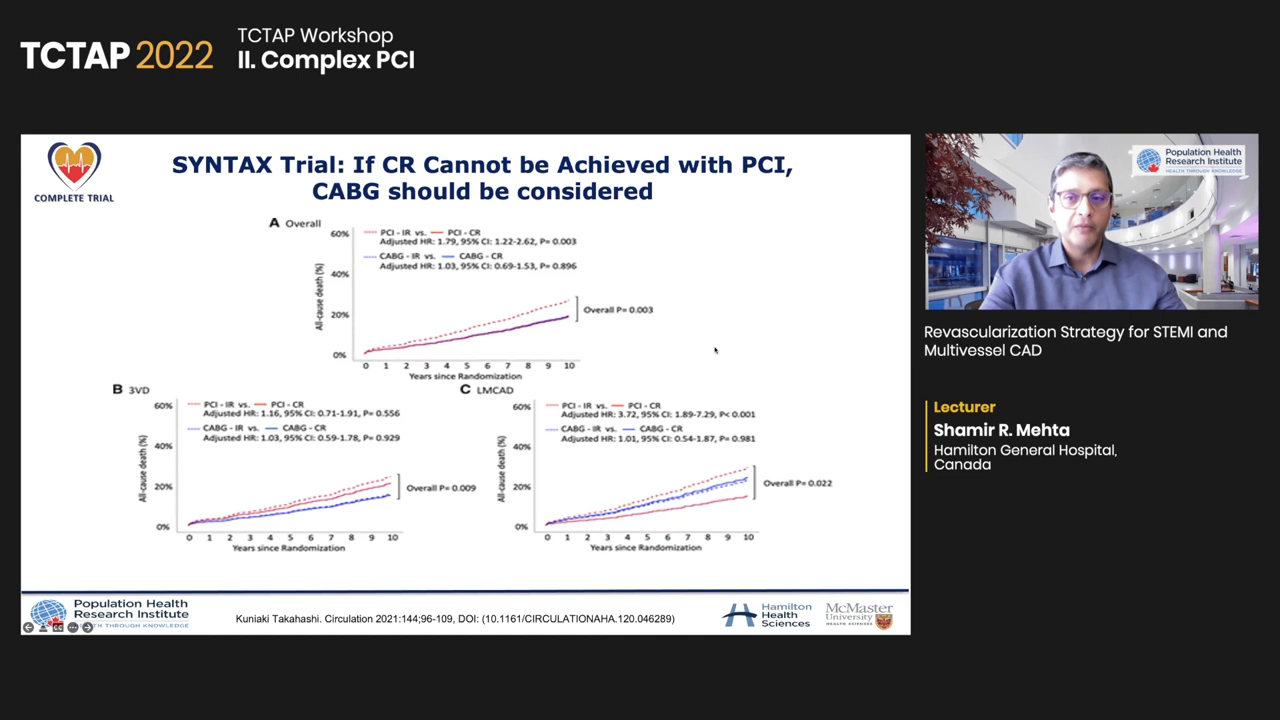 TCTAP 2022
TCTAP Workshop
II. Complex PCI
COMPLETE TRIAL
SYNTAX Trial: If CR Cannot be Achieved with PCI,
CABG should be considered
A Overall
60%
40%
20%
0%
All-cause death (%)
PCI - IR vs. PCI - CR
Adjusted HR: 1.79, 95% CI: 1.22-2.62, P= 0.003
CABG - IR vs. CABG - CR
Adjusted HR: 1.03, 95% CI: 0.69-1.53, P= 0.896
Overall P= 0.003
0 1 2 3 4 5 6 7 8 9 10
Years since Randomization
B 3VD
60%
40%
20%
0%
All-cause death (%)
PCI - IR vs. PCI - CR
Adjusted HR: 1.16, 95% CI: 0.71-1.91, P= 0.556
CABG - IR vs. CABG - CR
Adjusted HR: 1.03, 95% CI: 0.59-1.78, P= 0.929
Overall P= 0.009
0 1 2 3 4 5 6 7 8 9 10
Years since Randomization
C LMCAD
60%
40%
20%
0%
All-cause death (%)
PCI - IR vs. PCI - CR
Adjusted HR: 3.72, 95% CI: 1.89-7.29, P< 0.001
CABG - IR vs. CABG - CR
Adjusted HR: 1.01, 95% CI: 0.54-1.87, P= 0.981
Overall P= 0.022
0 1 2 3 4 5 6 7 8 9 10
Years since Randomization
Population Health
Research Institute
TH THROUGH KNOWLEDGE
Kuniaki Takahashi. Circulation 2021:144;96-109, DOI: (10.1161/CIRCULATIONAHA.120.046289)
Hamilton
Health
Sciences
McMaster
University
HEALTH SCIENCES
Population Health
Research Institute
HEALTH THROUGH KNOWLEDGE
Revascularization Strategy for STEMI and
Multivessel CAD
Lecturer
Shamir R. Mehta
Hamilton General Hospital,
Canada